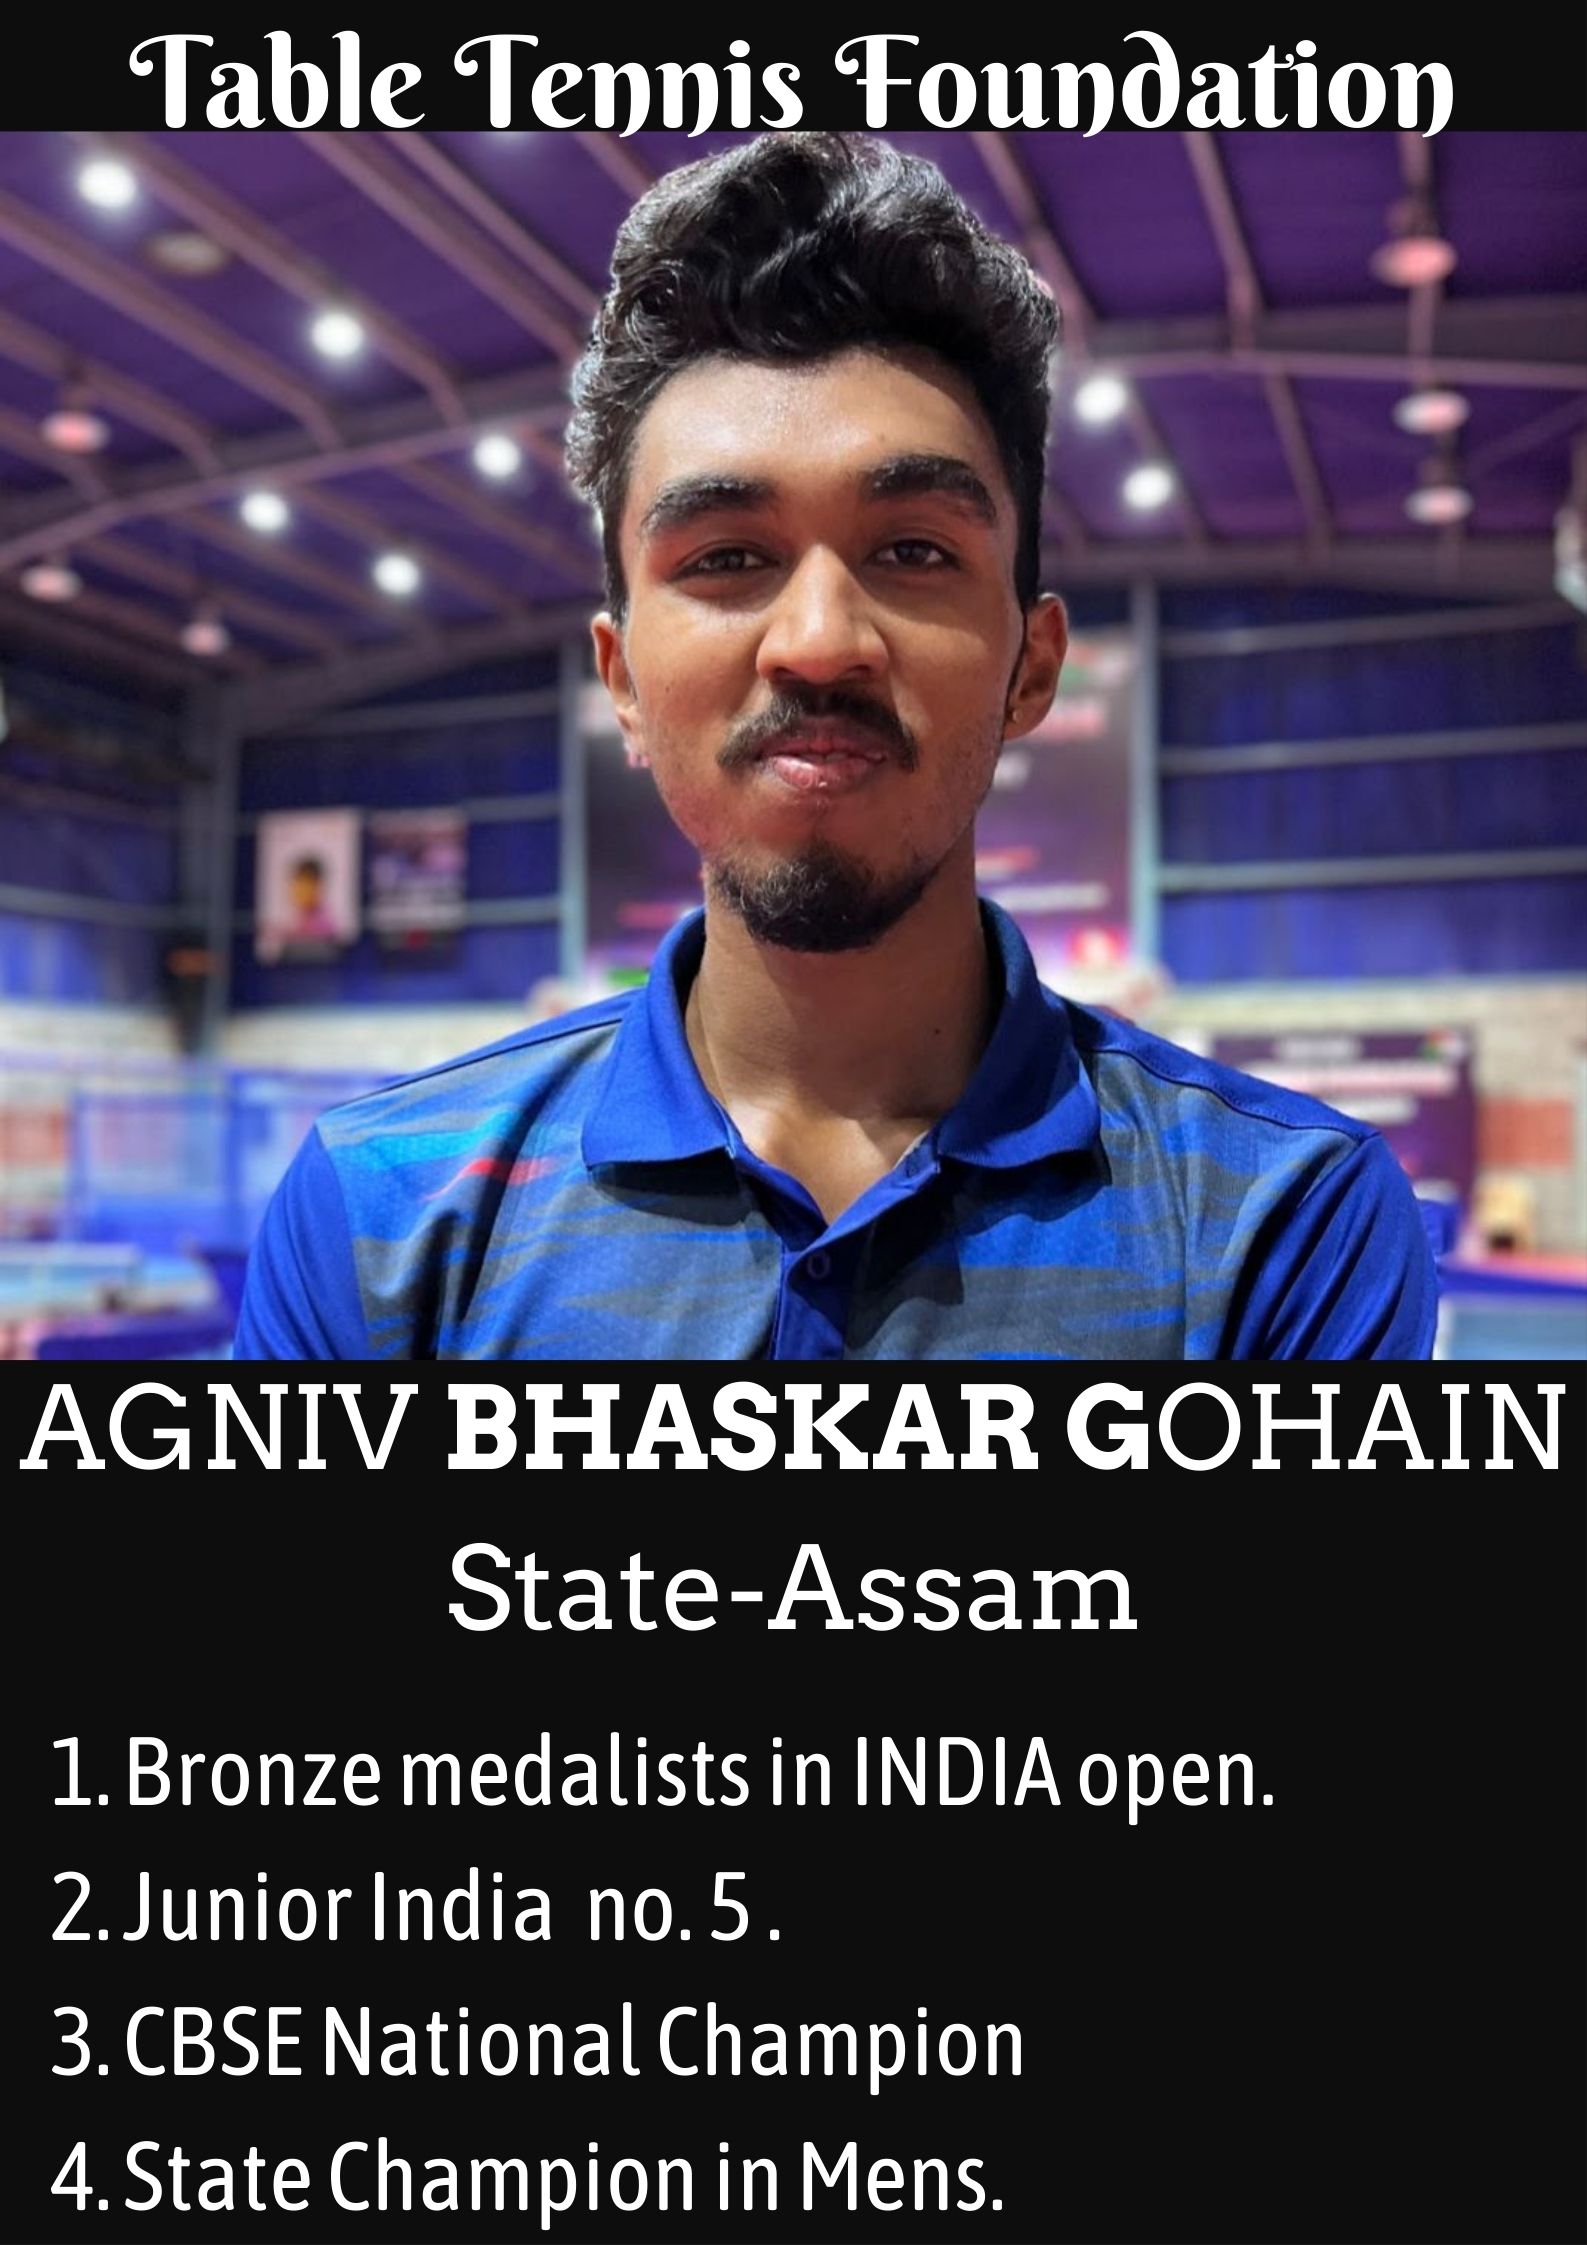 Table Tennis Foundation
AGNIV BHASKAR GOHAIN
State-Assam
1. Bronze medalists in INDIA open.
2. Junior India no. 5 .
3. CBSE National Champion
4. State Champion in Mens.